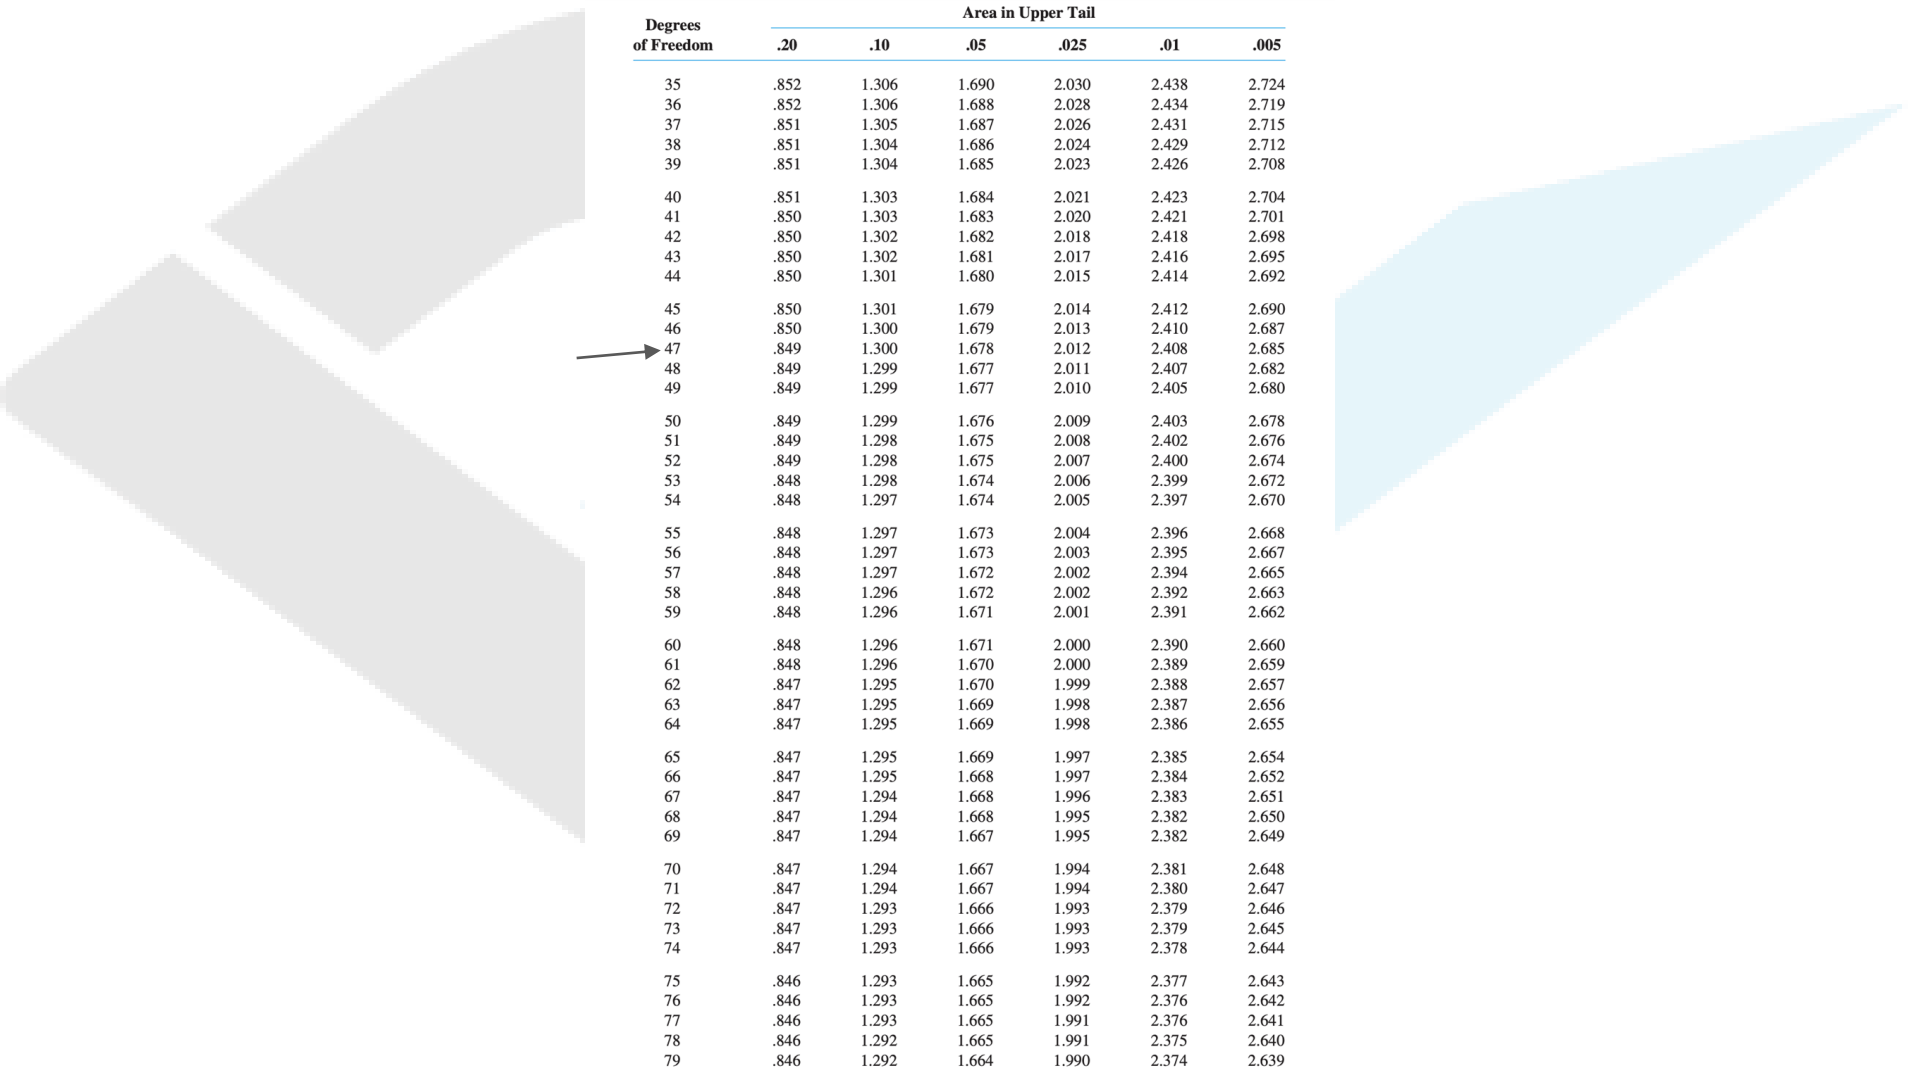 Area in Upper Tail
Degrees
of Freedom .20 .10 .05 .025 .01 .005
35 .852 1.306 1.690 2.030 2.438 2.724
36 .852 1.306 1.688 2.028 2.434 2.719
37 .851 1.305 1.687 2.026 2.431 2.715
38 .851 1.304 1.686 2.024 2.429 2.712
39 .851 1.304 1.685 2.023 2.426 2.708
40 .851 1.303 1.684 2.021 2.423 2.704
41 .850 1.303 1.683 2.020 2.421 2.701
42 .850 1.302 1.682 2.018 2.418 2.698
43 .850 1.302 1.681 2.017 2.416 2.695
44 .850 1.301 1.680 2.015 2.414 2.692
45 .850 1.301 1.679 2.014 2.412 2.690
46 .850 1.300 1.679 2.013 2.410 2.687
47 .849 1.300 1.678 2.012 2.408 2.685
48 .849 1.299 1.677 2.011 2.407 2.682
49 .849 1.299 1.677 2.010 2.405 2.680
50 .849 1.299 1.676 2.009 2.403 2.678
51 .849 1.298 1.675 2.008 2.402 2.676
52 .849 1.298 1.675 2.007 2.400 2.674
53 .848 1.298 1.674 2.006 2.399 2.672
54 .848 1.297 1.674 2.005 2.397 2.670
55 .848 1.297 1.673 2.004 2.396 2.668
56 .848 1.297 1.673 2.003 2.395 2.667
57 .848 1.297 1.672 2.002 2.394 2.665
58 .848 1.296 1.672 2.002 2.392 2.663
59 .848 1.296 1.671 2.001 2.391 2.662
60 .848 1.296 1.671 2.000 2.390 2.660
61 .848 1.296 1.670 2.000 2.389 2.659
62 .847 1.295 1.670 1.999 2.388 2.657
63 .847 1.295 1.669 1.998 2.387 2.656
64 .847 1.295 1.669 1.998 2.386 2.655
65 .847 1.295 1.669 1.997 2.385 2.654
66 .847 1.295 1.668 1.997 2.384 2.652
67 .847 1.294 1.668 1.996 2.383 2.651
68 .847 1.294 1.668 1.995 2.382 2.650
69 .847 1.294 1.667 1.995 2.382 2.649
70 .847 1.294 1.667 1.994 2.381 2.648
71 .847 1.294 1.667 1.994 2.380 2.647
72 .847 1.293 1.666 1.993 2.379 2.646
73 .847 1.293 1.666 1.993 2.379 2.645
74 .847 1.293 1.666 1.993 2.378 2.644
75 .846 1.293 1.665 1.992 2.377 2.643
76 .846 1.293 1.665 1.992 2.376 2.642
77 .846 1.293 1.665 1.991 2.376 2.641
78 .846 1.292 1.665 1.991 2.375 2.640
79 .846 1.292 1.664 1.990 2.374 2.639